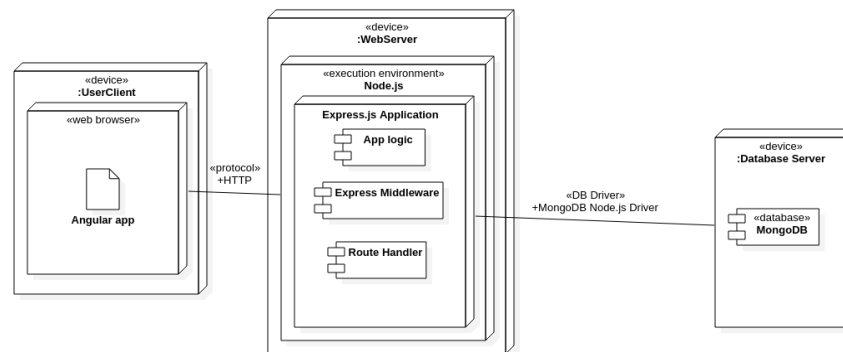 «device»
:UserClient
«web browser»
Angular app
«protocol»
+HTTP
«device»
:WebServer
«execution environment»
Node.js
Express.js Application
App logic
Express Middleware
Route Handler
«DB Driver»
+MongoDB Node.js Driver
«device»
:Database Server
«database»
MongoDB